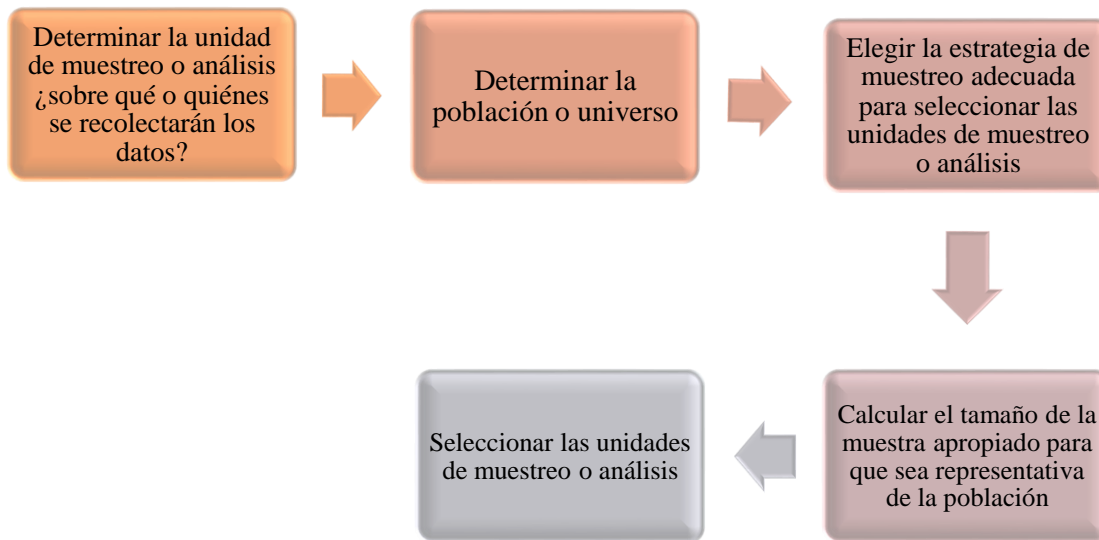 Determinar la unidad
de muestreo o análisis
¿sobre qué o quiénes
se recolectarán los
datos?
Determinar la
población o universo
Elegir la estrategia de
muestreo adecuada
para seleccionar las
unidades de muestreo
o análisis
Calcular el tamaño de la
muestra apropiado para
que sea representativa
de la población
Seleccionar las unidades
de muestreo o análisis